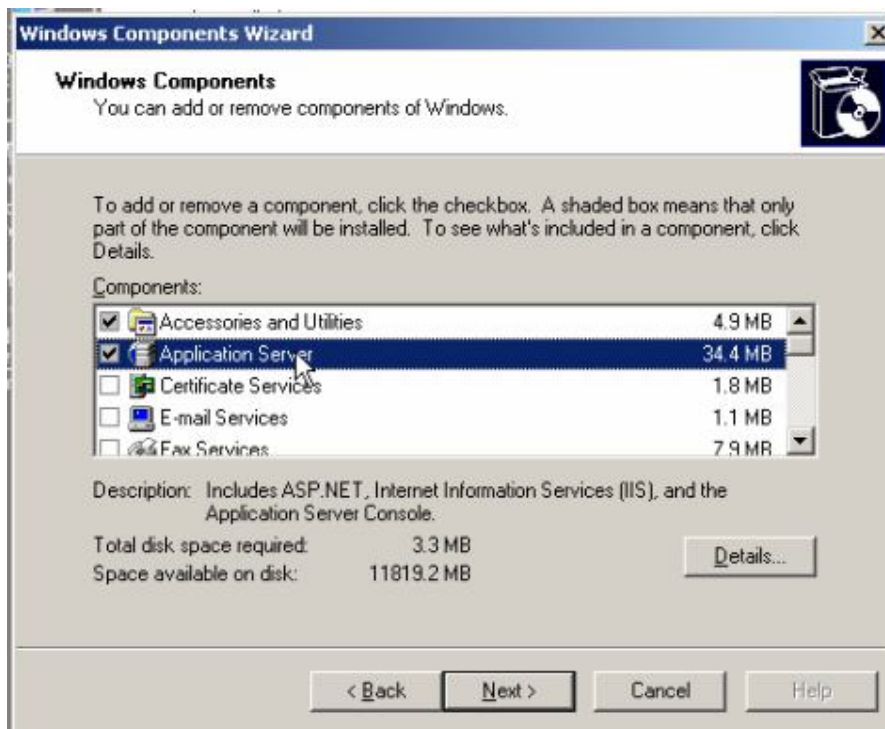 Windows Components Wizard
Windows Components
You can add or remove components of Windows.
To add or remove a component, click the checkbox. A shaded box means that only
part of the component will be installed. To see what's included in a component, click
Details.
Components:
Accessories and Utilities 4.9 MB
Application Server 34.4 MB
Certificate Services 1.8 MB
E-mail Services 1.1 MB
Fax Services 7.9 MB
Description: Includes ASP.NET, Internet Information Services (IIS), and the
Application Server Console.
Total disk space required: 3.3 MB
Space available on disk: 11819.2 MB
Details...
< Back Next > Cancel Help